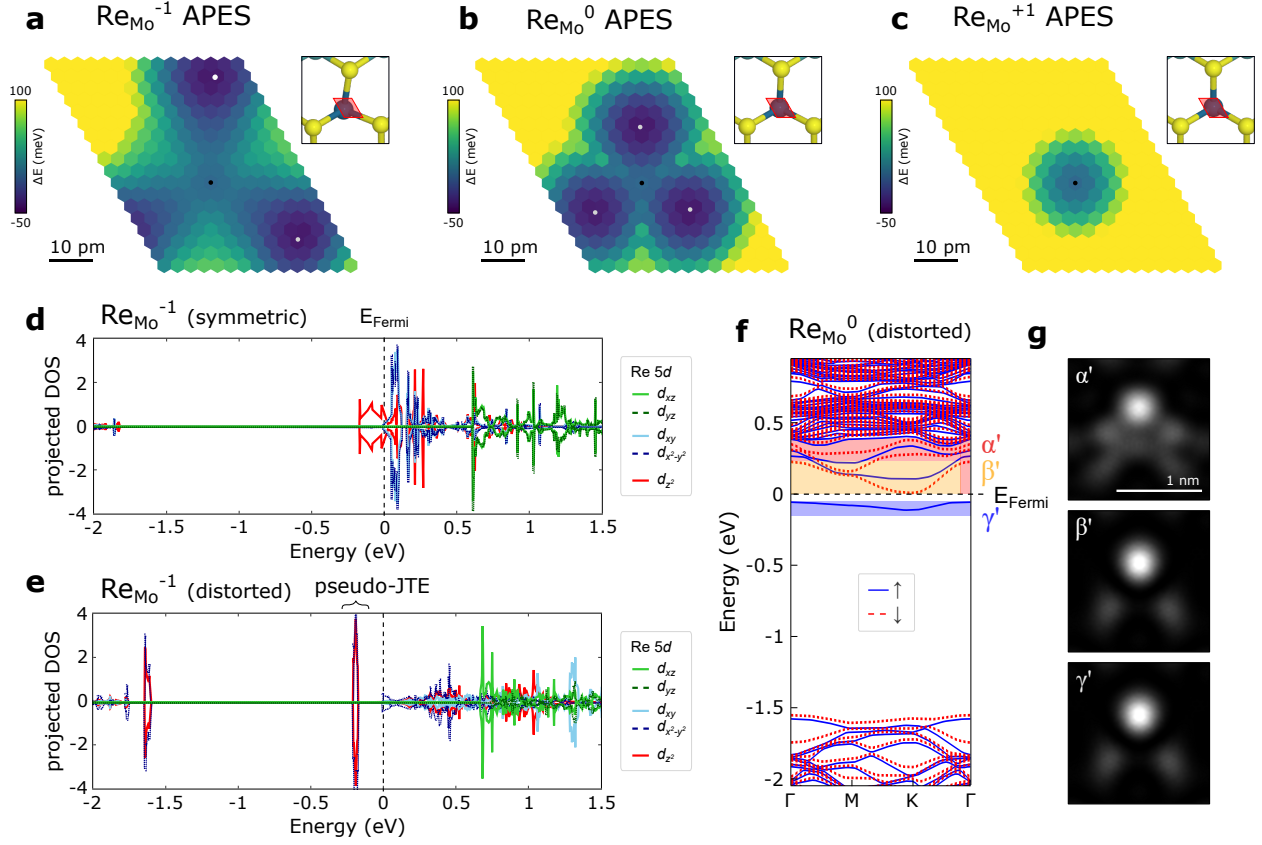 a Re_Mo^-1 APES
100
ΔE (meV)
-50
10 pm
b Re_Mo^0 APES
100
ΔE (meV)
-50
10 pm
c Re_Mo^+1 APES
100
ΔE (meV)
-50
10 pm
d Re_Mo^-1 (symmetric) E_Fermi
projected DOS
4
2
0
-2
-4
-2 -1.5 -1 -0.5 0 0.5 1 1.5
Energy (eV)
Re 5d
d_xz
d_yz
d_xy
d_x²-y²
d_z²
e Re_Mo^-1 (distorted) pseudo-JTE
projected DOS
4
2
0
-2
-4
-2 -1.5 -1 -0.5 0 0.5 1 1.5
Energy (eV)
Re 5d
d_xz
d_yz
d_xy
d_x²-y²
d_z²
f Re_Mo^0 (distorted)
Energy (eV)
0.5
0
-0.5
-1
-1.5
-2
Γ M K Γ
α'
β'
E_Fermi
γ'
↑
↓
g
α'
1 nm
β'
γ'